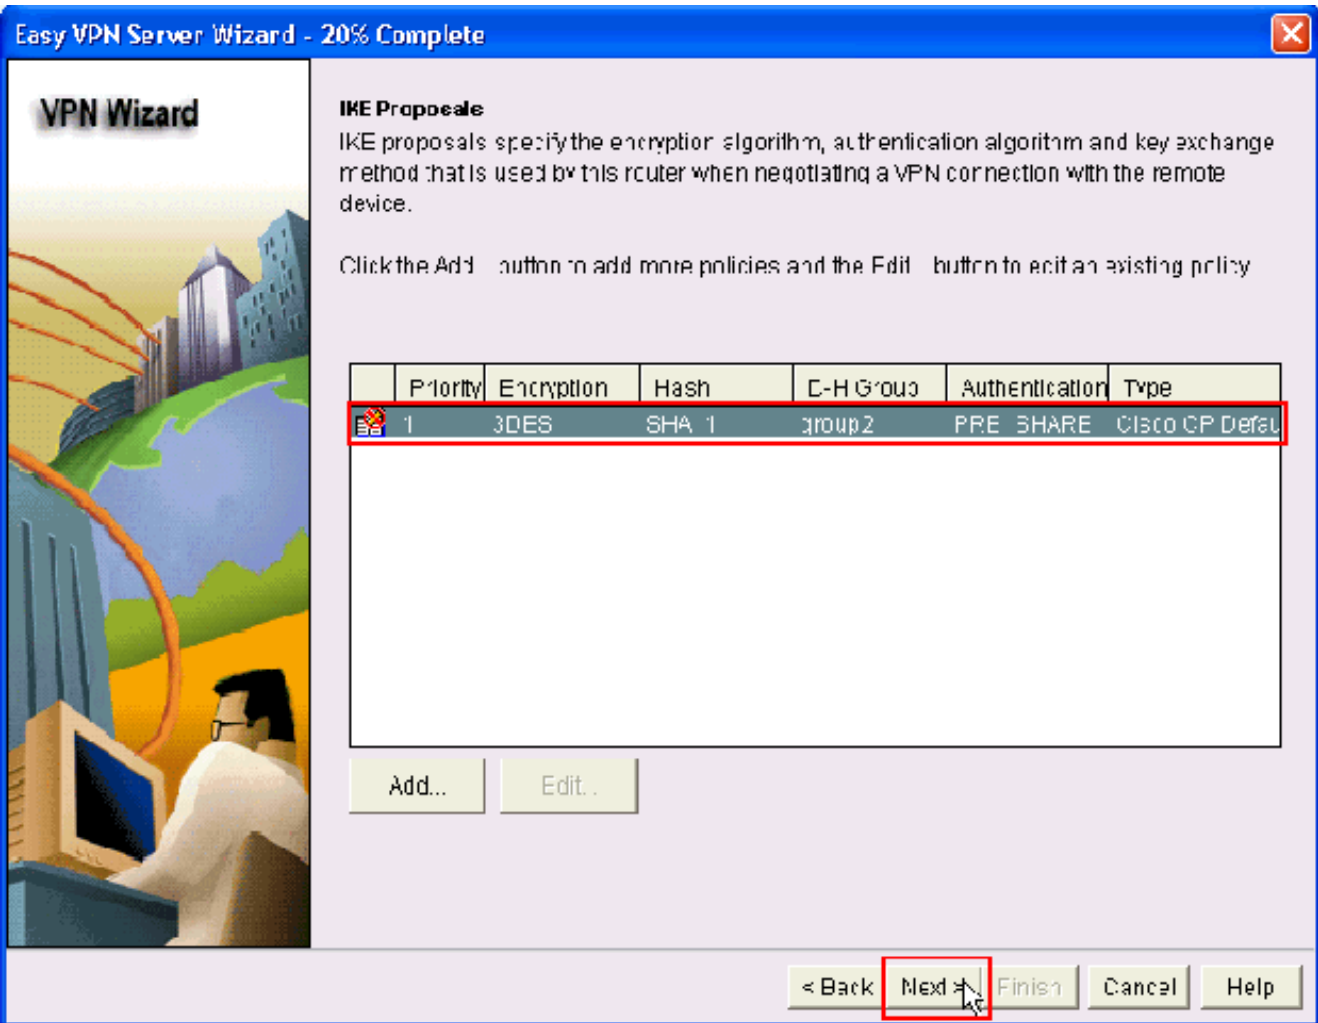 Easy VPN Server Wizard - 20% Complete
VPN Wizard
IKE Proposals
IKE proposals specify the encryption algorithm, authentication algorithm and key exchange
method that is used by this router when negotiating a VPN connection with the remote
device.
Click the Add... button to add more policies and the Edit... button to edit an existing policy.
Priority Encryption Hash D-H Group Authentication Type
1 3DES SHA_1 group2 PRE_SHARE Cisco CP Defau
Add... Edit...
< Back Next > Finish Cancel Help